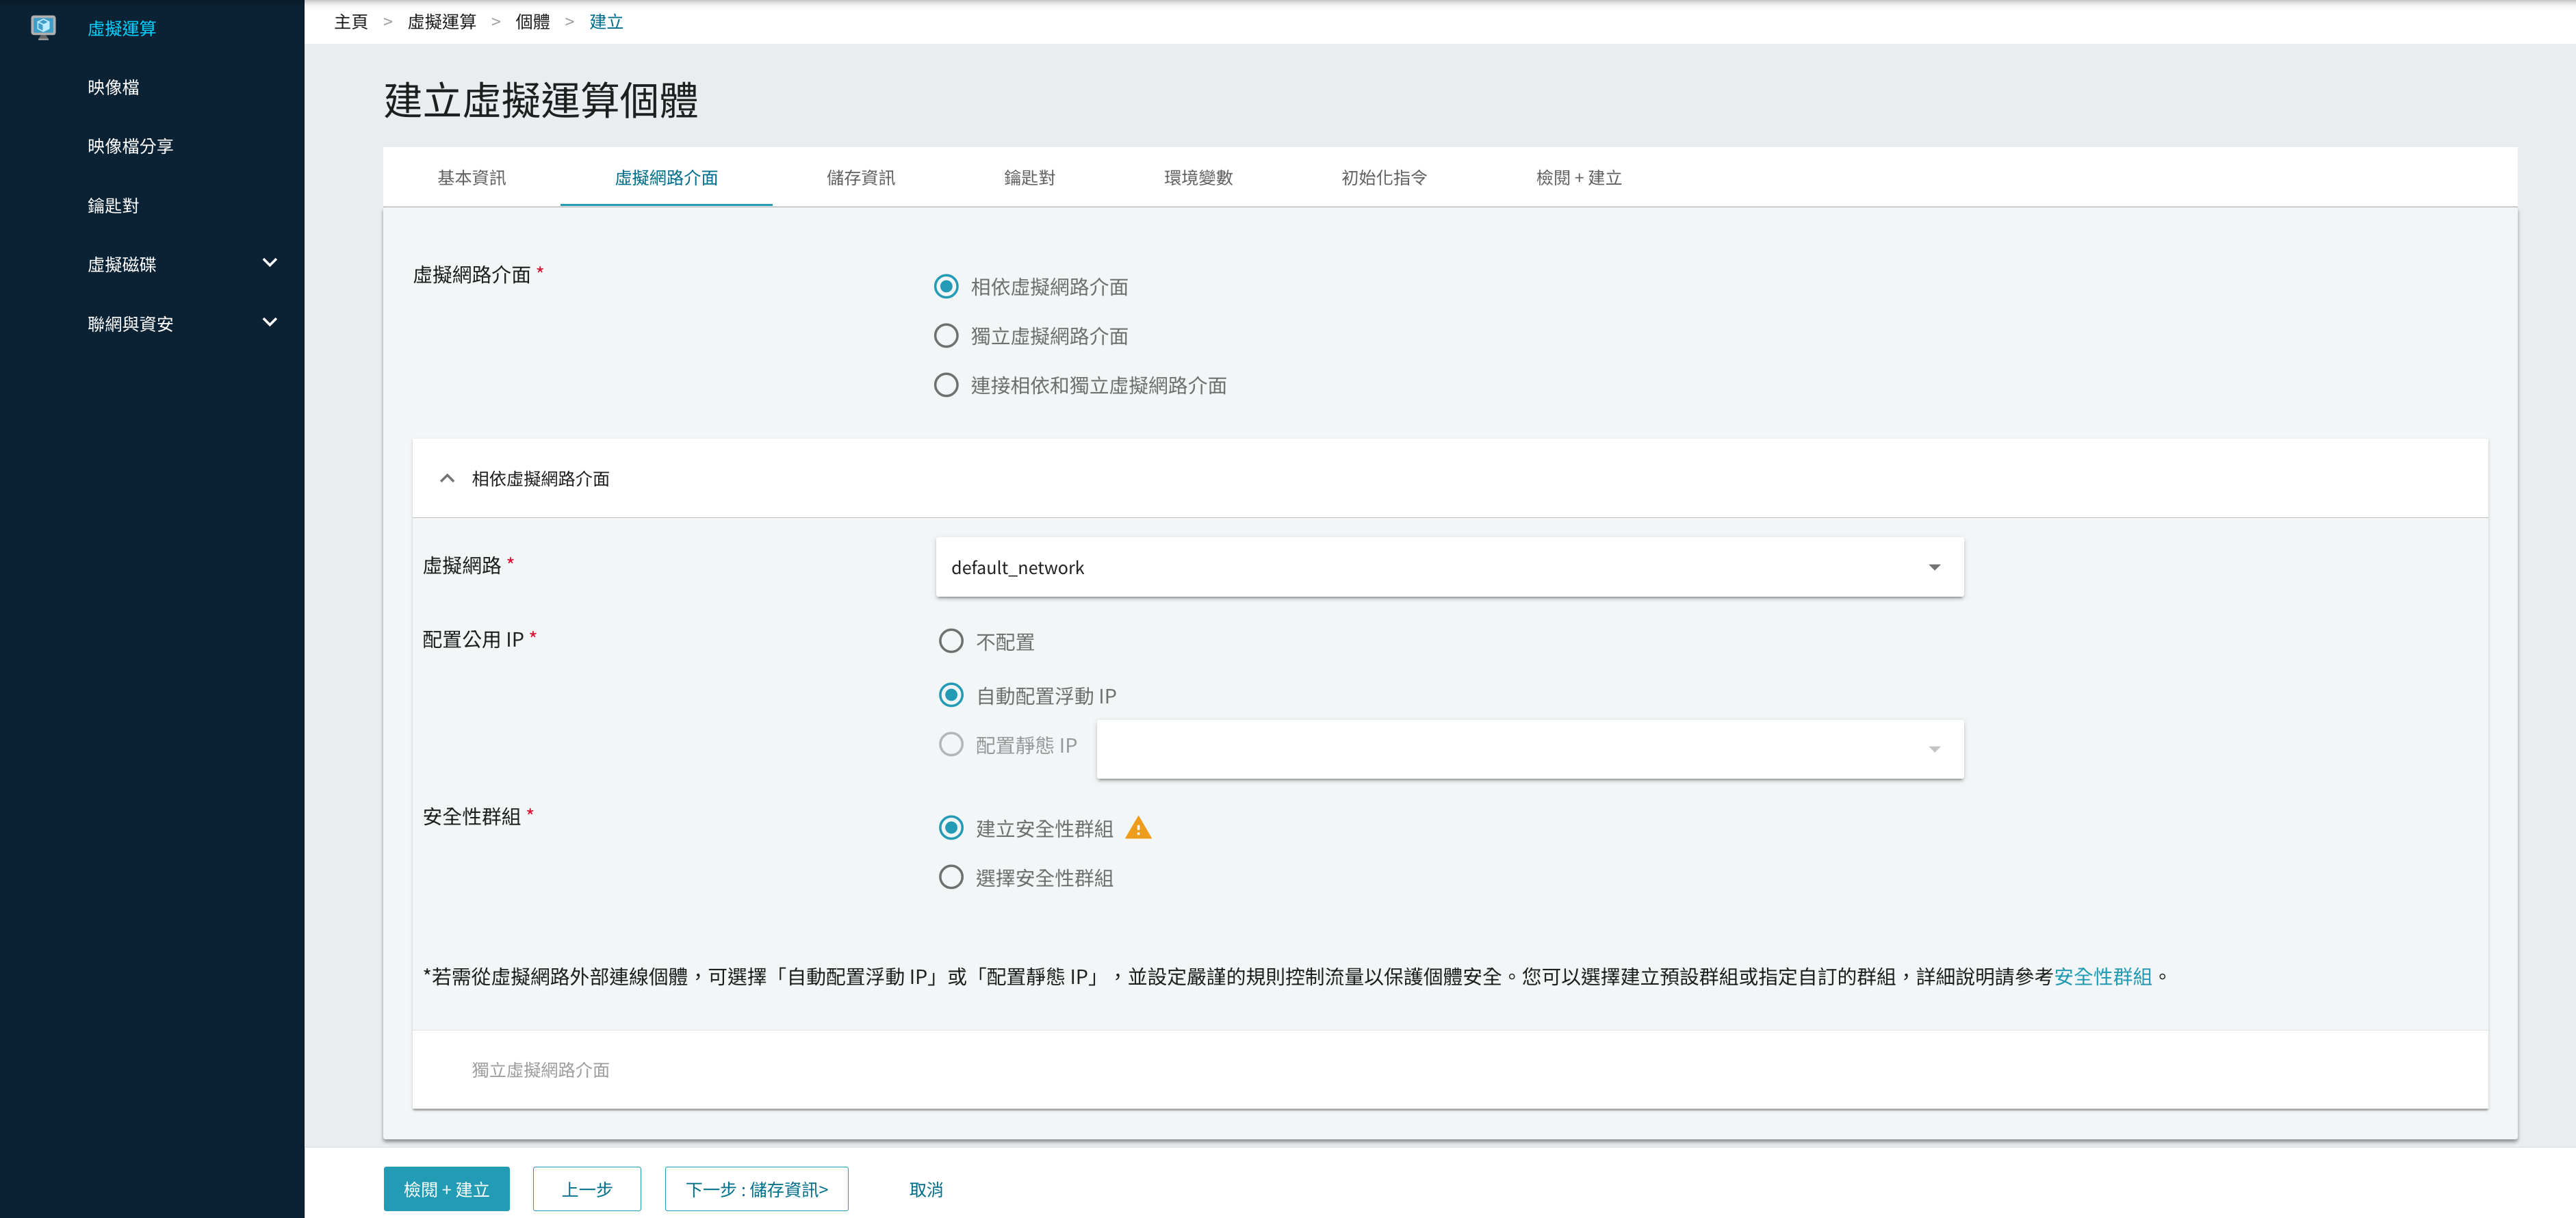 虛擬運算
映像檔
映像檔分享
鑰匙對
虛擬磁碟
聯網與資安
主頁 > 虛擬運算 > 個體 > 建立
建立虛擬運算個體
基本資訊 虛擬網路介面 儲存資訊 鑰匙對 環境變數 初始化指令 檢閱 + 建立
虛擬網路介面 *
相依虛擬網路介面
獨立虛擬網路介面
連接相依和獨立虛擬網路介面
相依虛擬網路介面
虛擬網路 *
default_network
配置公用 IP *
不配置
自動配置浮動 IP
配置靜態 IP
安全性群組 *
建立安全性群組
選擇安全性群組
*若需從虛擬網路外部連線個體，可選擇「自動配置浮動 IP」或「配置靜態 IP」，並設定嚴謹的規則控制流量以保護個體安全。您可以選擇建立預設群組或指定自訂的群組，詳細說明請參考安全性群組。
獨立虛擬網路介面
檢閱 + 建立 上一步 下一步 : 儲存資訊> 取消